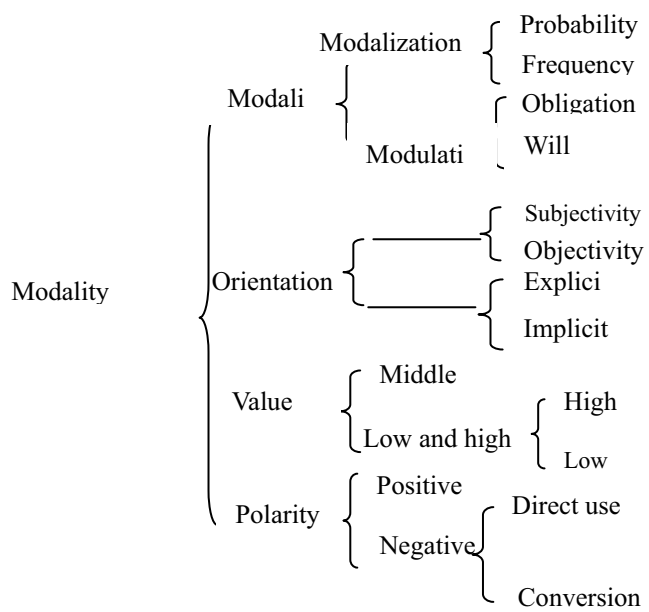 Probability
Modalization
Frequency
Modali
Obligation
Modulati
Will
Subjectivity
Objectivity
Orientation
Explici
Modality
Implicit
Middle
Value
High
Low and high
Low
Positive
Direct use
Polarity
Negative
Conversion